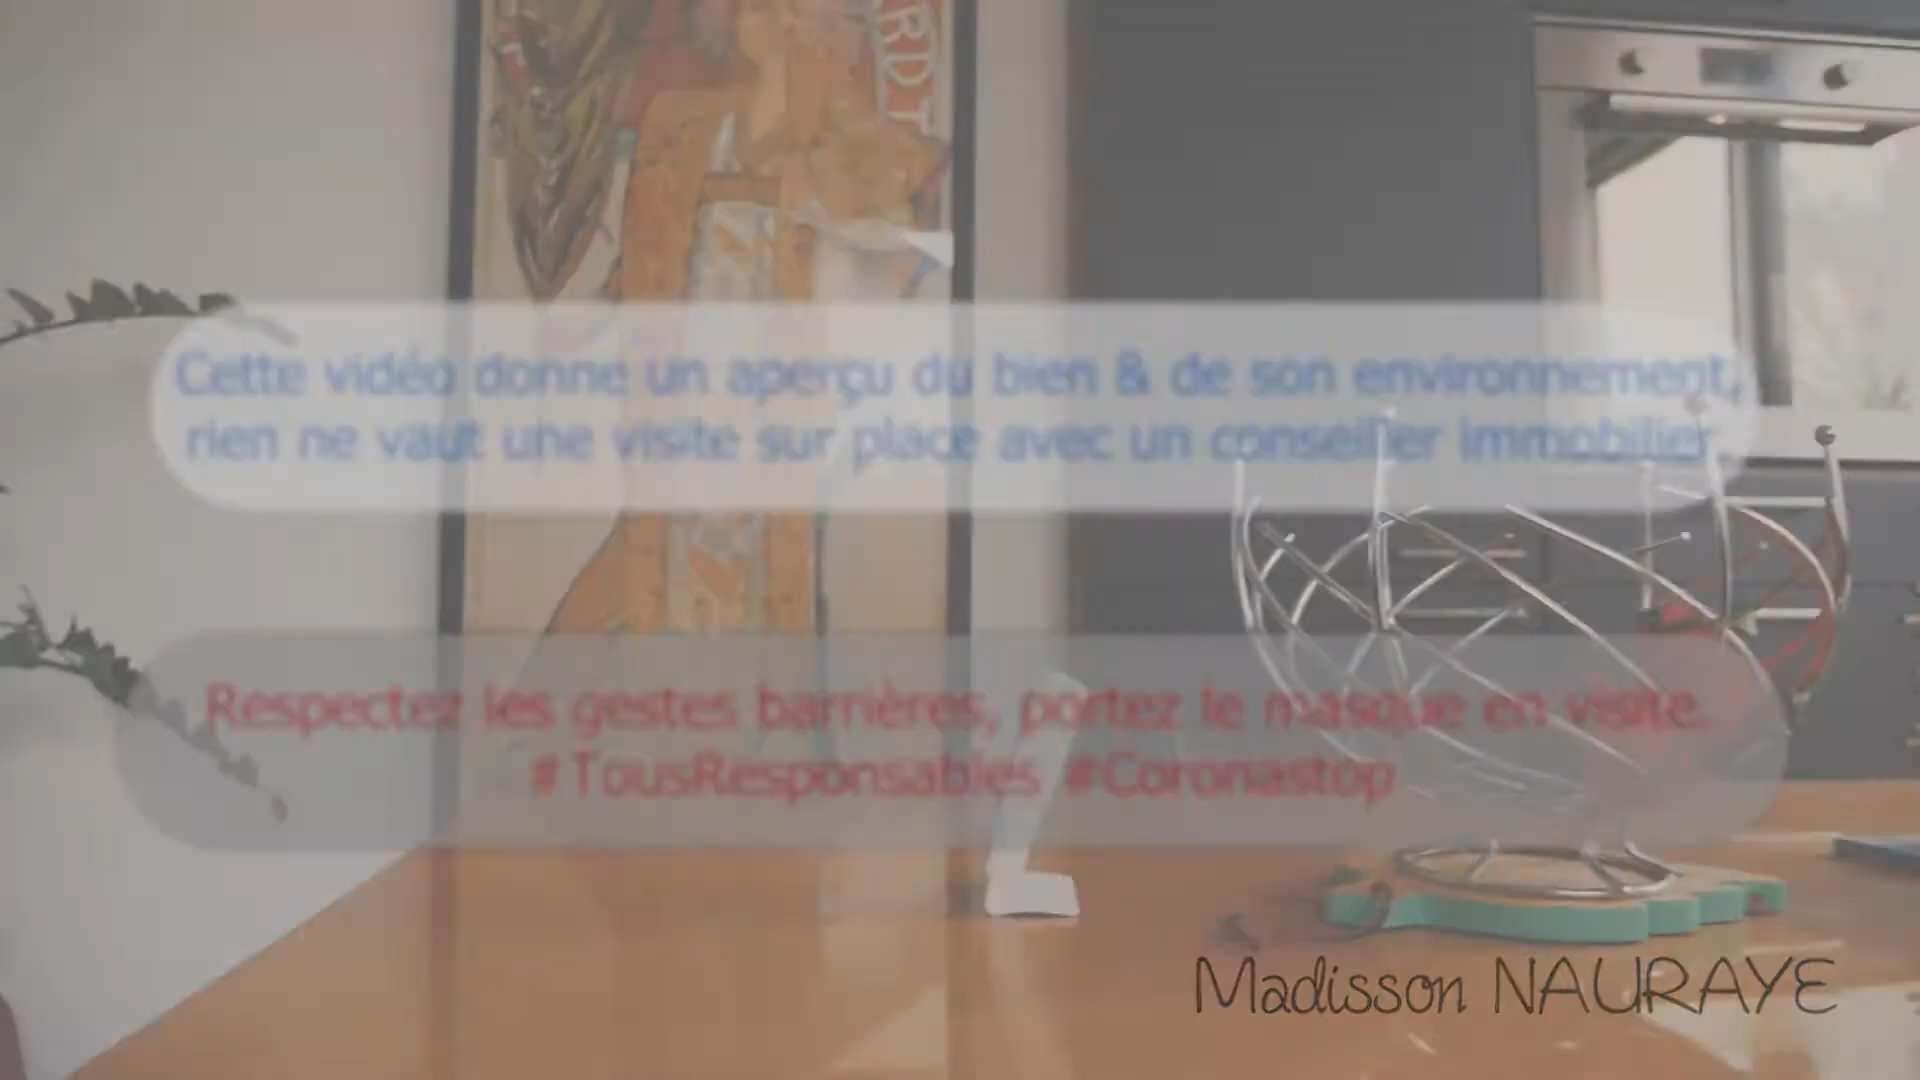 ARDT
Cette vidéo donne un aperçu du bien & de son environnement,
rien ne vaut une visite sur place avec un conseiller immobilier.
Respectez les gestes barrières, portez le masque en visite.
#TousResponsables #Coronastop
Madisson NAURAYE